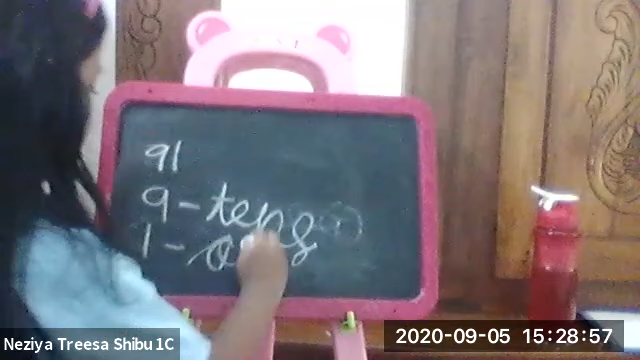 91
9 - tens
1 -
Neziya Treesa Shibu 1C
2020-09-05 15:28:57